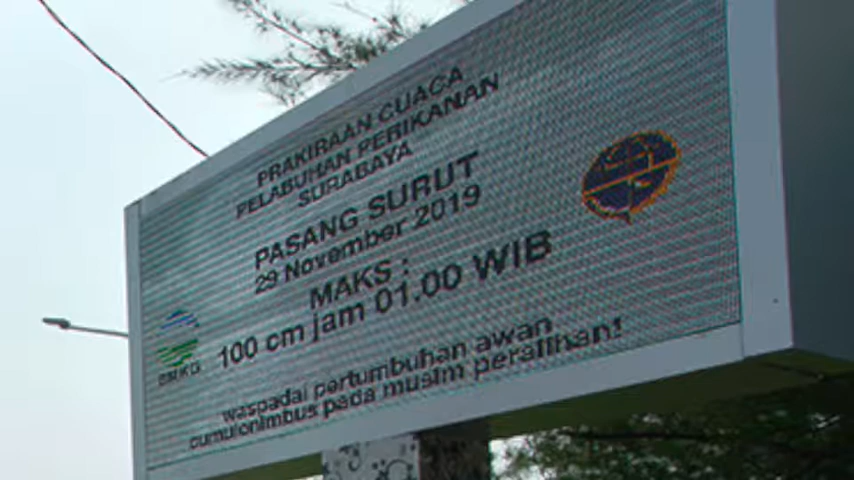 PRAKIRAAN CUACA
PELABUHAN PERIKANAN
SURABAYA
PASANG SURUT
29 November 2019
MAKS :
100 cm jam 01.00 WIB
BMKG
waspadai pertumbuhan awan
cumulonimbus pada musim peralihan!